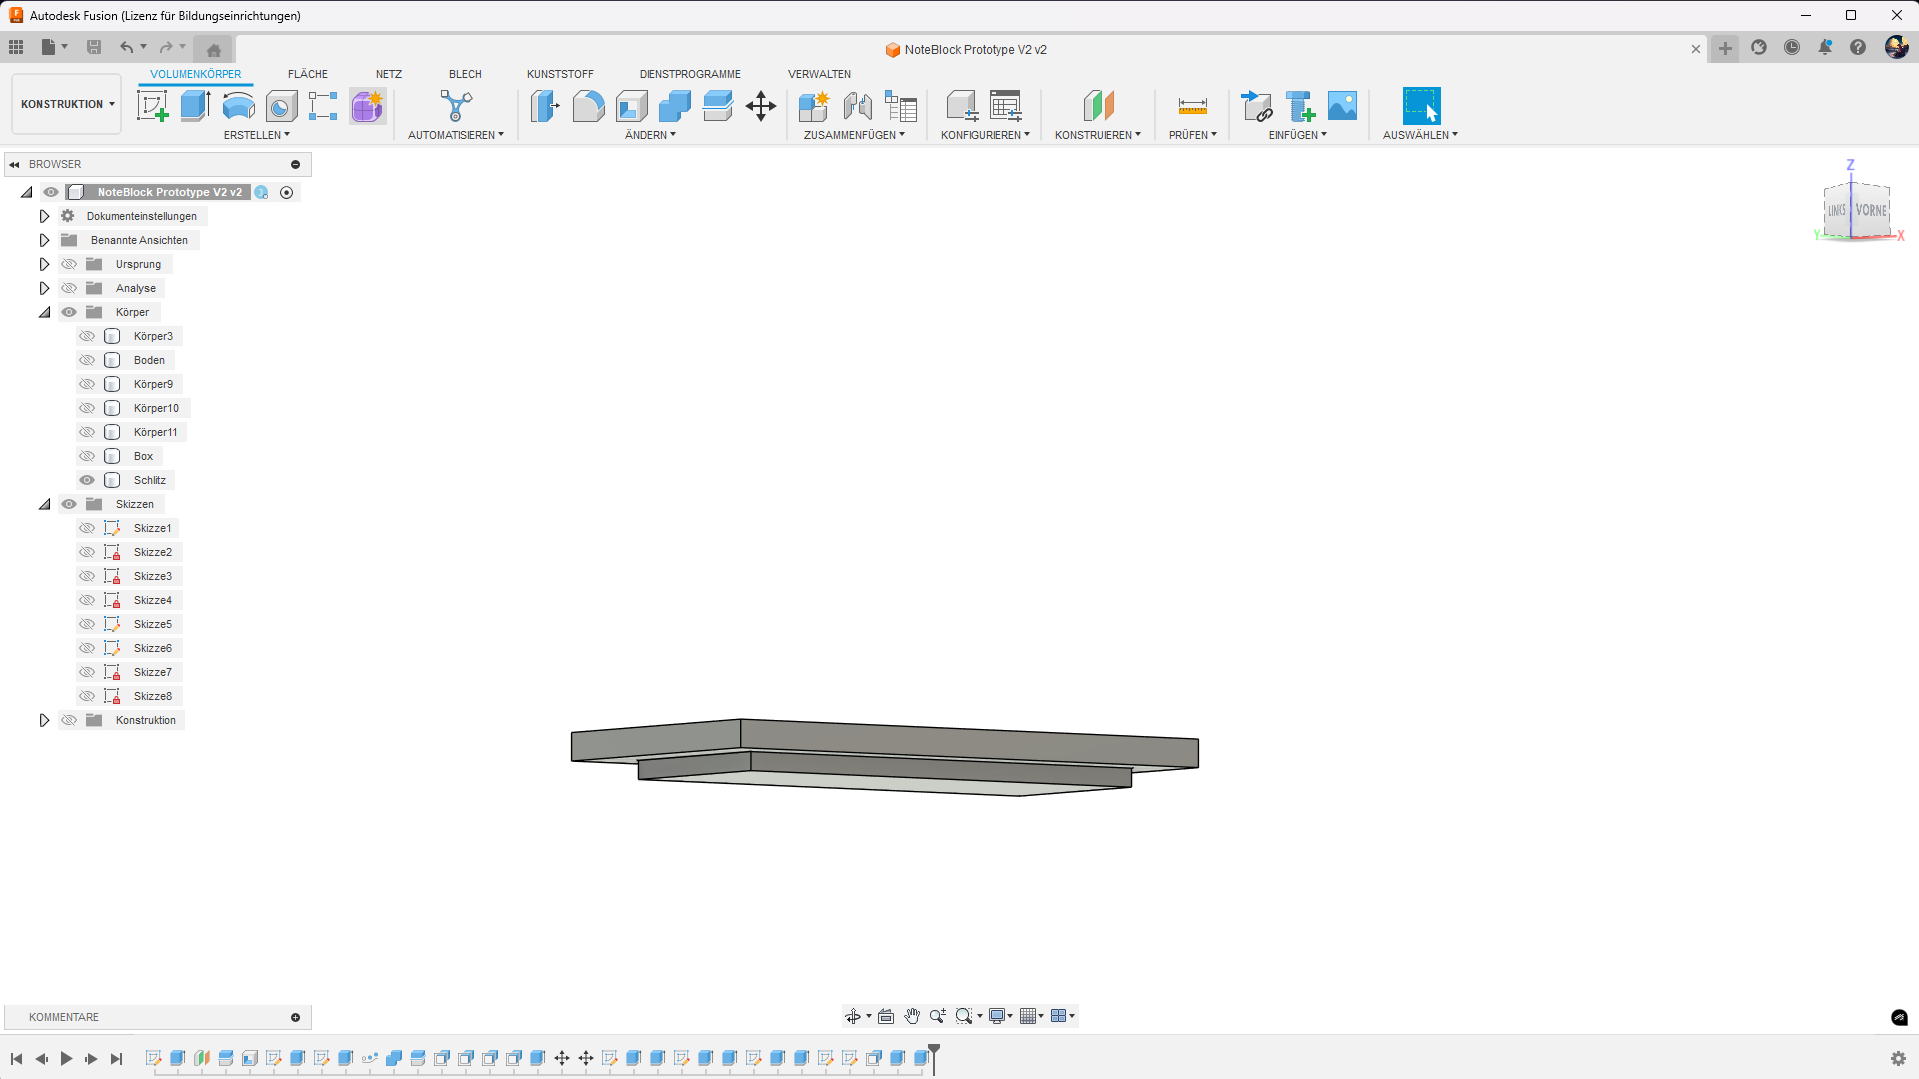 Autodesk Fusion (Lizenz für Bildungseinrichtungen)
NoteBlock Prototype V2 v2
VOLUMENKÖRPER FLÄCHE NETZ BLECH KUNSTSTOFF DIENSTPROGRAMME VERWALTEN
KONSTRUKTION
ERSTELLEN AUTOMATISIEREN ÄNDERN ZUSAMMENFÜGEN KONFIGURIEREN KONSTRUIEREN PRÜFEN EINFÜGEN AUSWÄHLEN
BROWSER
NoteBlock Prototype V2 v2
Dokumenteinstellungen
Benannte Ansichten
Ursprung
Analyse
Körper
Körper3
Boden
Körper9
Körper10
Körper11
Box
Schlitz
Skizzen
Skizze1
Skizze2
Skizze3
Skizze4
Skizze5
Skizze6
Skizze7
Skizze8
Konstruktion
Z
LINKS VORNE
Y X
KOMMENTARE